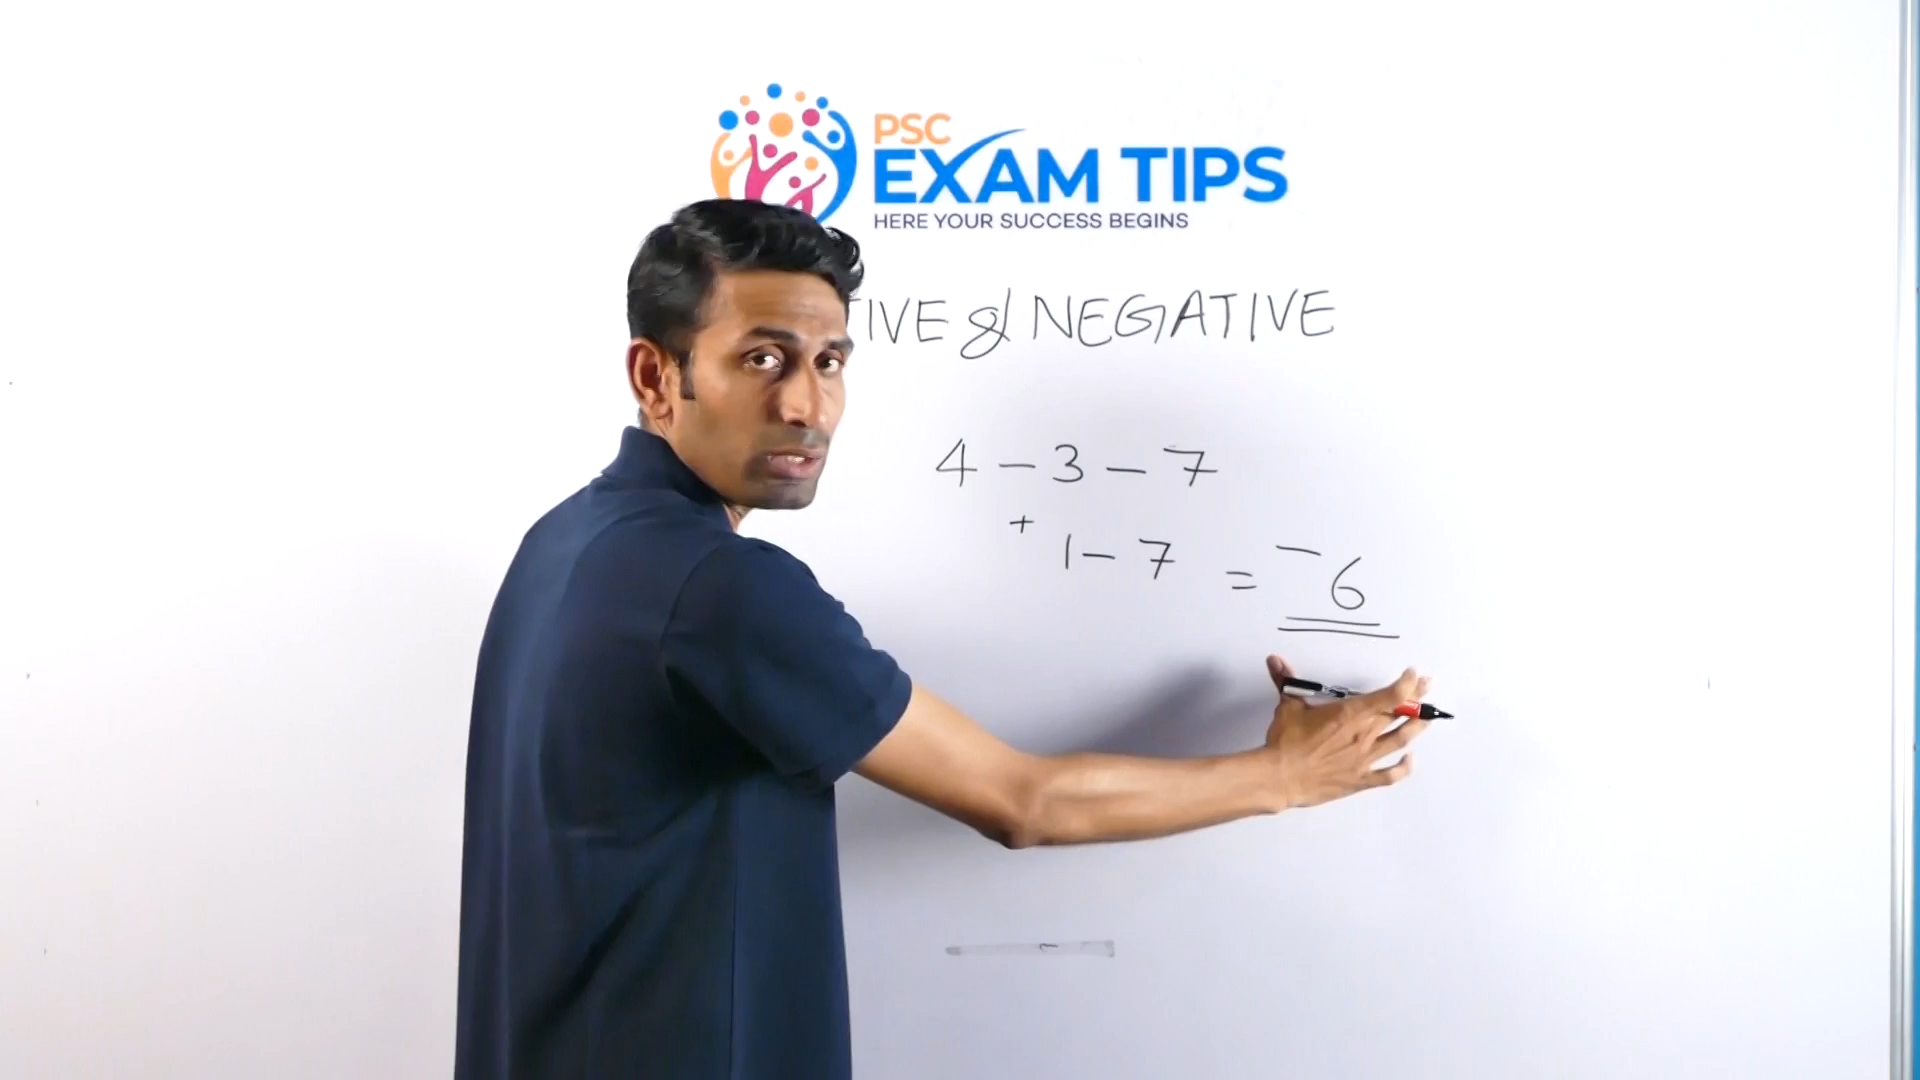 PSC
EXAM TIPS
HERE YOUR SUCCESS BEGINS
TIVE & NEGATIVE
4 - 3 - 7
+ 1 - 7 = - 6